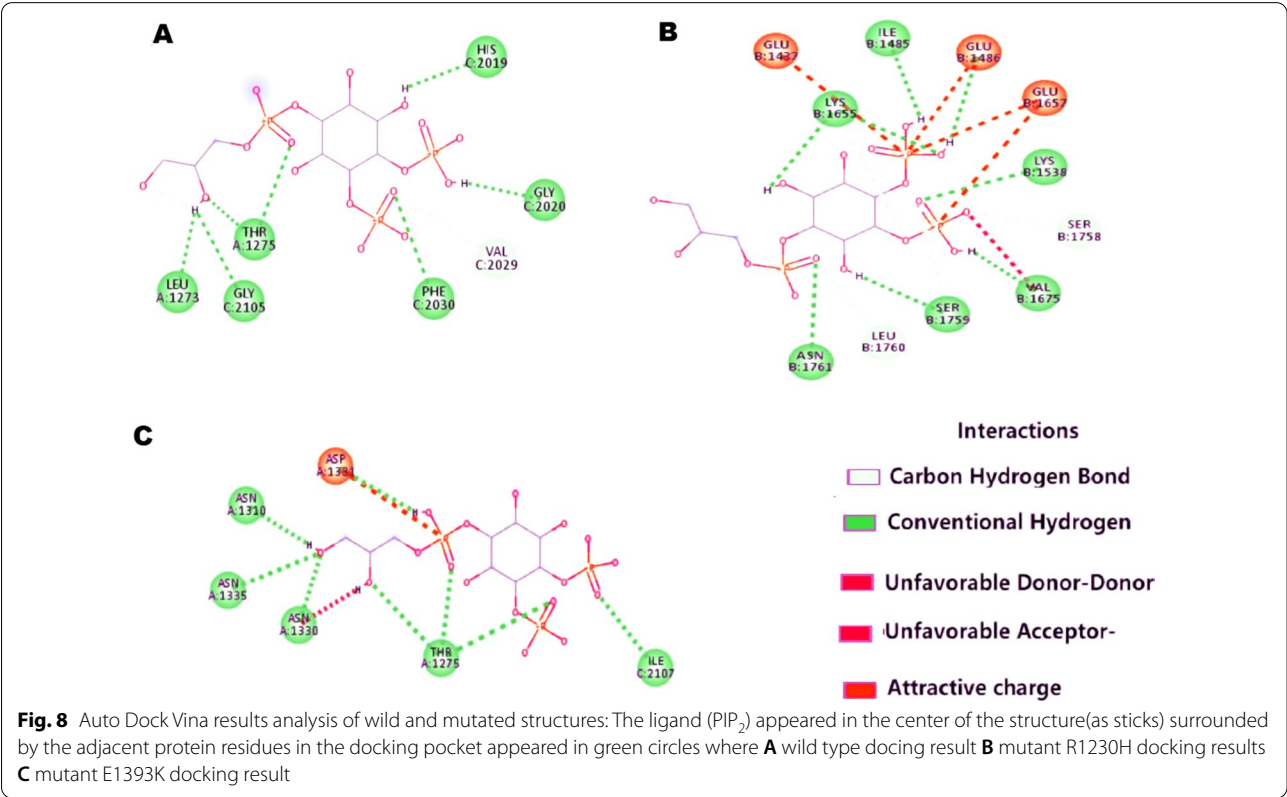 A
HIS
C:2019
GLY
C:2020
VAL
C:2029
PHE
C:2030
THR
A:1275
LEU
A:1273
GLY
C:2105
B
GLU
B:1437
ILE
B:1485
GLU
B:1486
GLU
B:1657
LYS
B:1655
LYS
B:1538
SER
B:1758
VAL
B:1675
SER
B:1759
LEU
B:1760
ASN
B:1761
C
ASP
A:1331
ASN
A:1310
ASN
A:1335
ASN
A:1330
THR
A:1275
ILE
C:2107
Interactions
Carbon Hydrogen Bond
Conventional Hydrogen
Unfavorable Donor-Donor
Unfavorable Acceptor-
Attractive charge
Fig. 8 Auto Dock Vina results analysis of wild and mutated structures: The ligand (PIP₂) appeared in the center of the structure(as sticks) surrounded
by the adjacent protein residues in the docking pocket appeared in green circles where A wild type docing result B mutant R1230H docking results
C mutant E1393K docking result